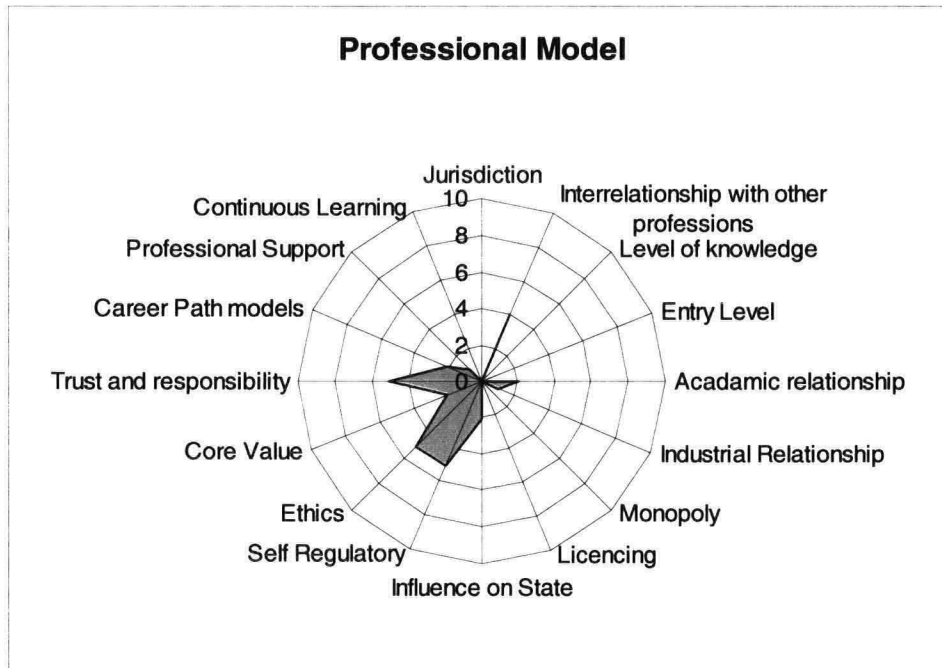 Professional Model
Jurisdiction
Interrelationship with other
professions
Level of knowledge
Entry Level
Acadamic relationship
Industrial Relationship
Monopoly
Licencing
Influence on State
Self Regulatory
Ethics
Core Value
Trust and responsibility
Career Path models
Professional Support
Continuous Learning
10
8
6
4
2
0